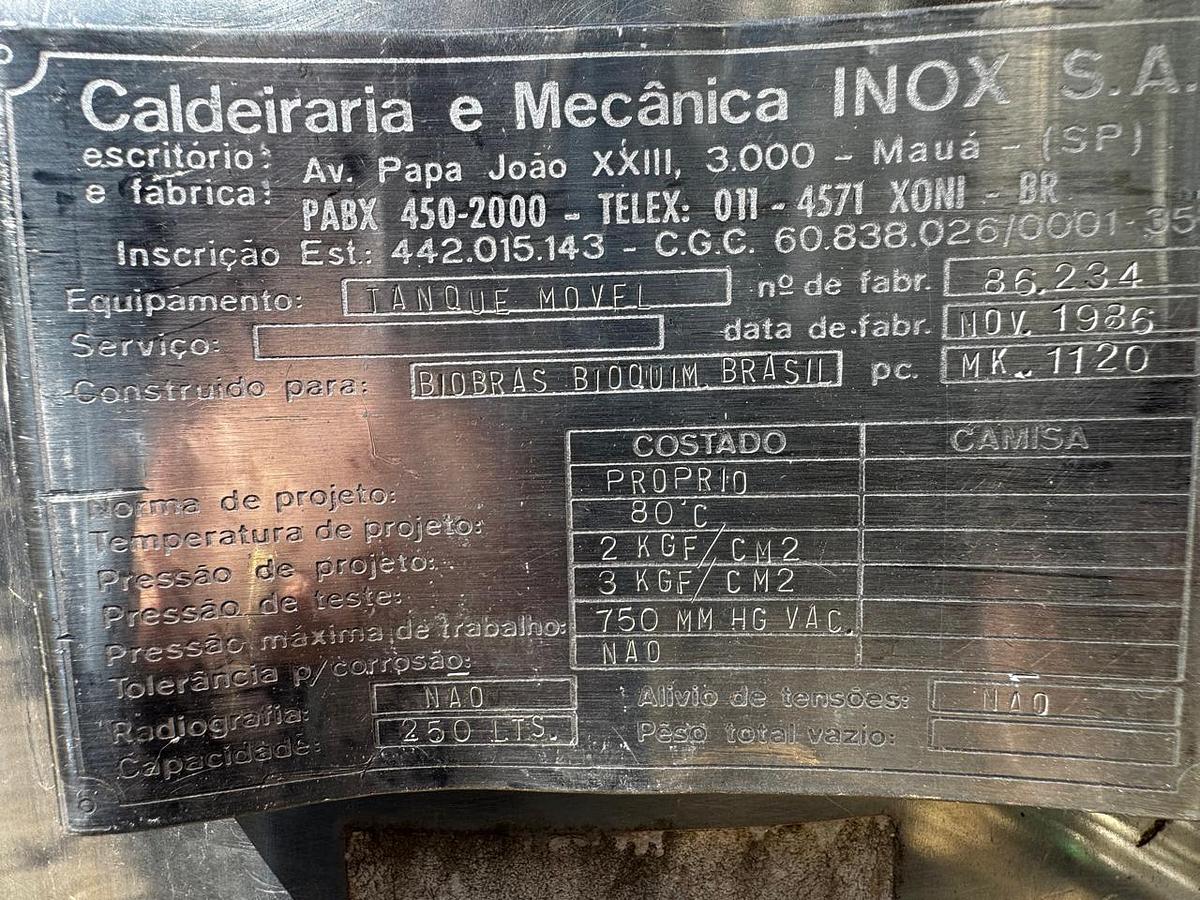 Caldeiraria e Mecânica INOX S.A.
escritório: e fábrica: Av. Papa João XXIII, 3.000 - Mauá - (SP)
PABX 450-2000 - TELEX: 011 - 4571 XONI - BR
Inscrição Est.: 442.015.143 - C.G.C. 60.838.026/0001-35
Equipamento: TANQUE MOVEL nº de fabr. 86.234
Serviço: data de fabr. NOV. 1986
Construído para: BIOBRAS BIOQUIM. BRASIL pc. MK. 1120
COSTADO CAMISA
Norma de projeto: PROPRIO
Temperatura de projeto: 80°C
Pressão de projeto: 2 KGF/CM2
Pressão de teste: 3 KGF/CM2
Pressão máxima de trabalho: 750 MM HG VAC.
Tolerância p/corrosão: NAO
Radiografia: NAO Alivio de tensões: NAO
Capacidade: 250 LTS. Pêso total vazio: